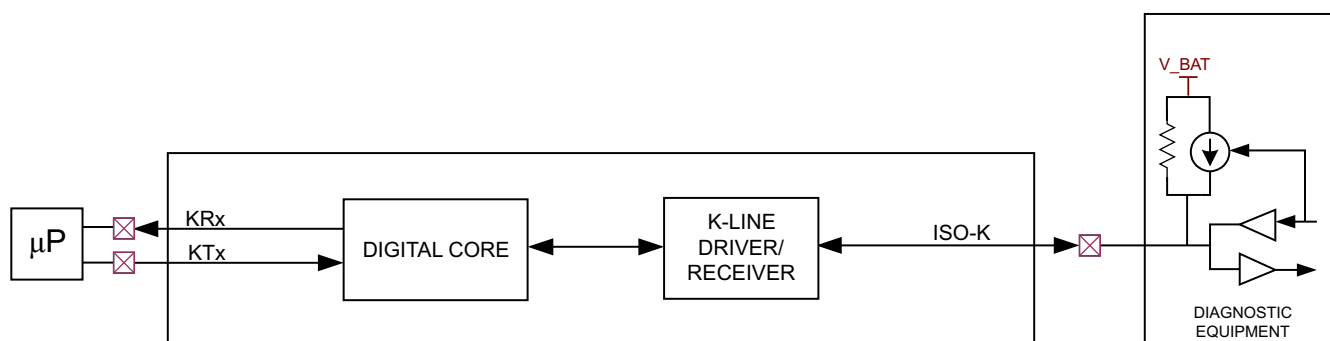 V_BAT
KRx
μP
KTx
DIGITAL CORE
K-LINE
DRIVER/
RECEIVER
ISO-K
DIAGNOSTIC
EQUIPMENT